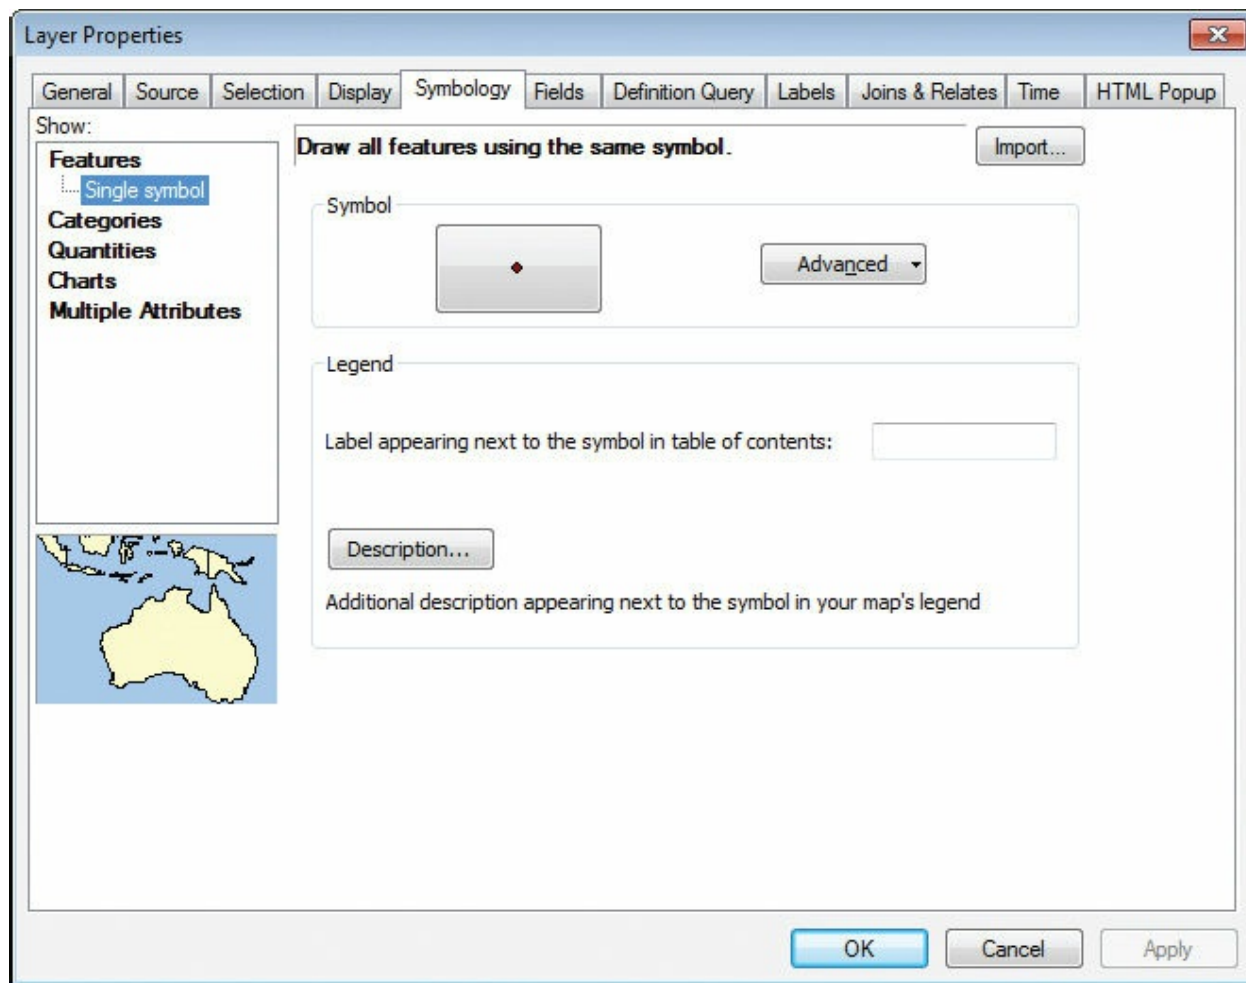 Layer Properties
General Source Selection Display Symbology Fields Definition Query Labels Joins & Relates Time HTML Popup
Show:
Features
Single symbol
Categories
Quantities
Charts
Multiple Attributes
Draw all features using the same symbol.
Import...
Symbol
Advanced
Legend
Label appearing next to the symbol in table of contents:
Description...
Additional description appearing next to the symbol in your map's legend
OK Cancel Apply